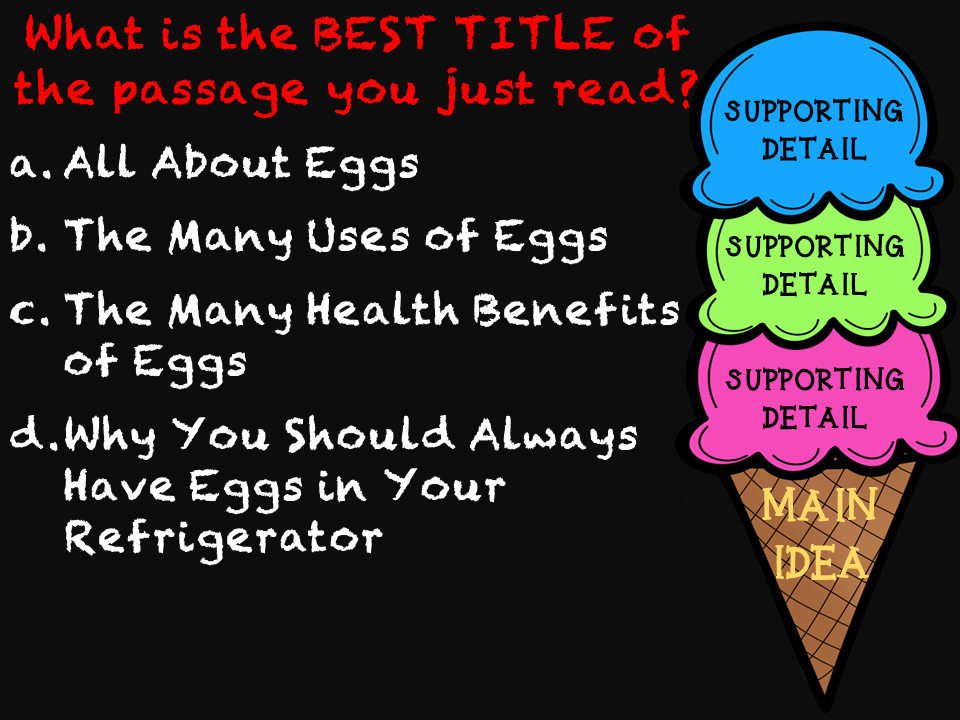 What is the BEST TITLE of
the passage you just read?
a. All About Eggs
b. The Many Uses of Eggs
c. The Many Health Benefits
of Eggs
d. Why You Should Always
Have Eggs in Your
Refrigerator
SUPPORTING
DETAIL
SUPPORTING
DETAIL
SUPPORTING
DETAIL
MAIN
IDEA